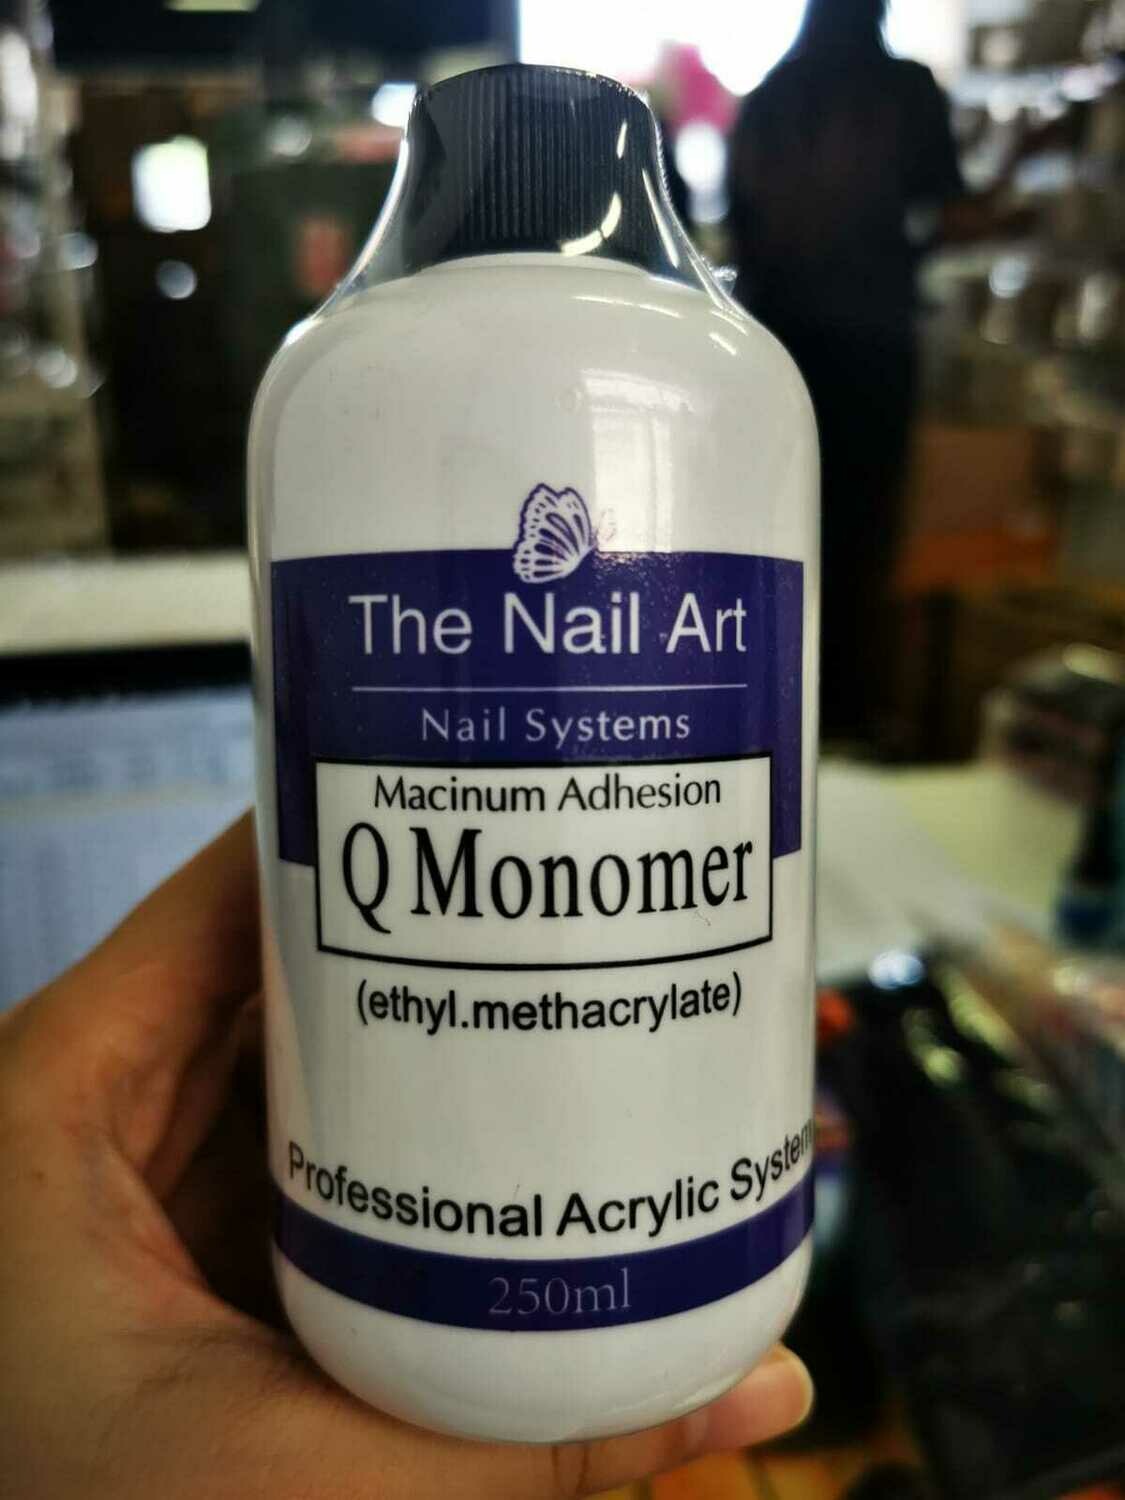 The Nail Art
Nail Systems
Macinum Adhesion
Q Monomer
(ethyl.methacrylate)
Professional Acrylic System
250ml